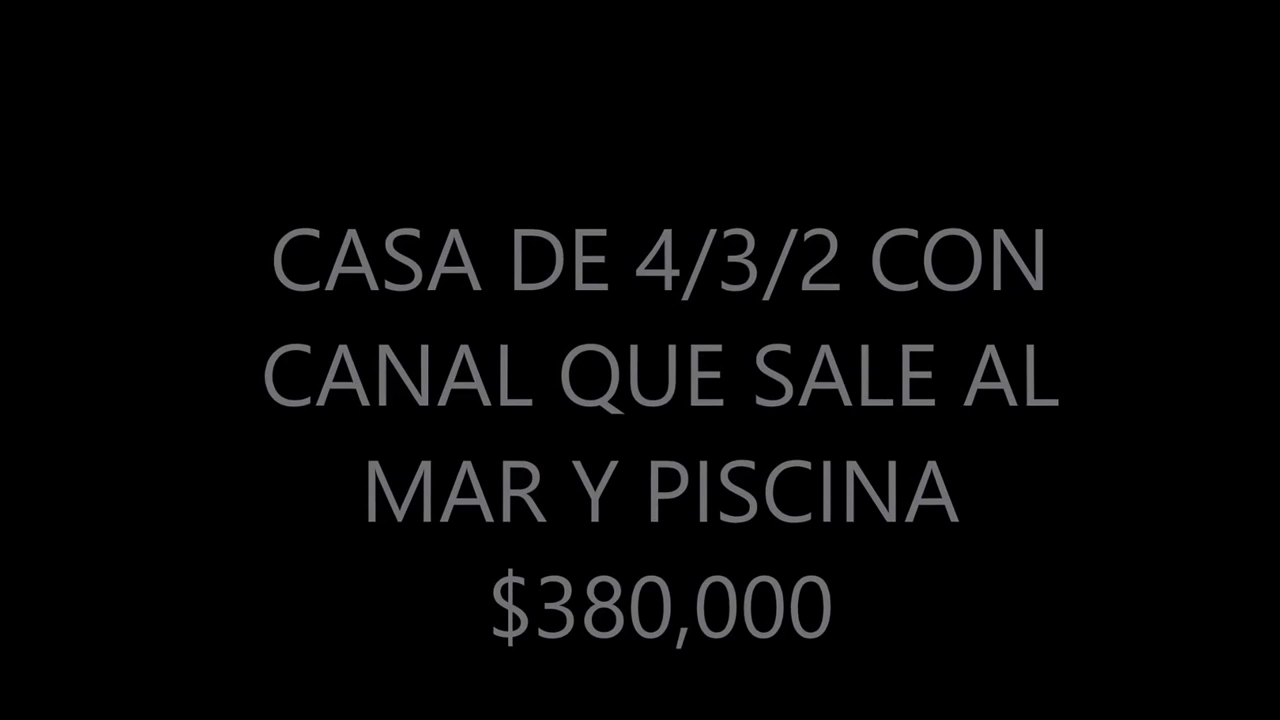 CASA DE 4/3/2 CON
CANAL QUE SALE AL
MAR Y PISCINA
$380,000